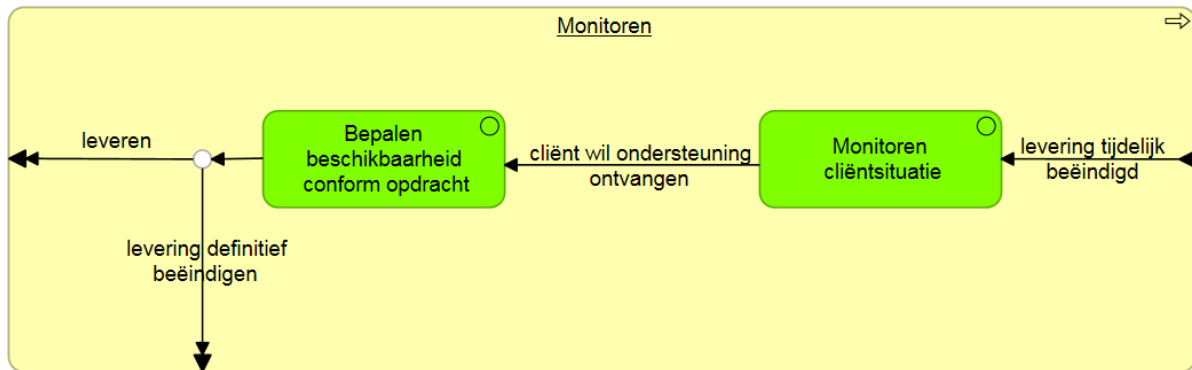 Monitoren
leveren
Bepalen
beschikbaarheid
conform opdracht
cliënt wil ondersteuning
ontvangen
Monitoren
cliëntsituatie
levering tijdelijk
beëindigd
levering definitief
beëindigen